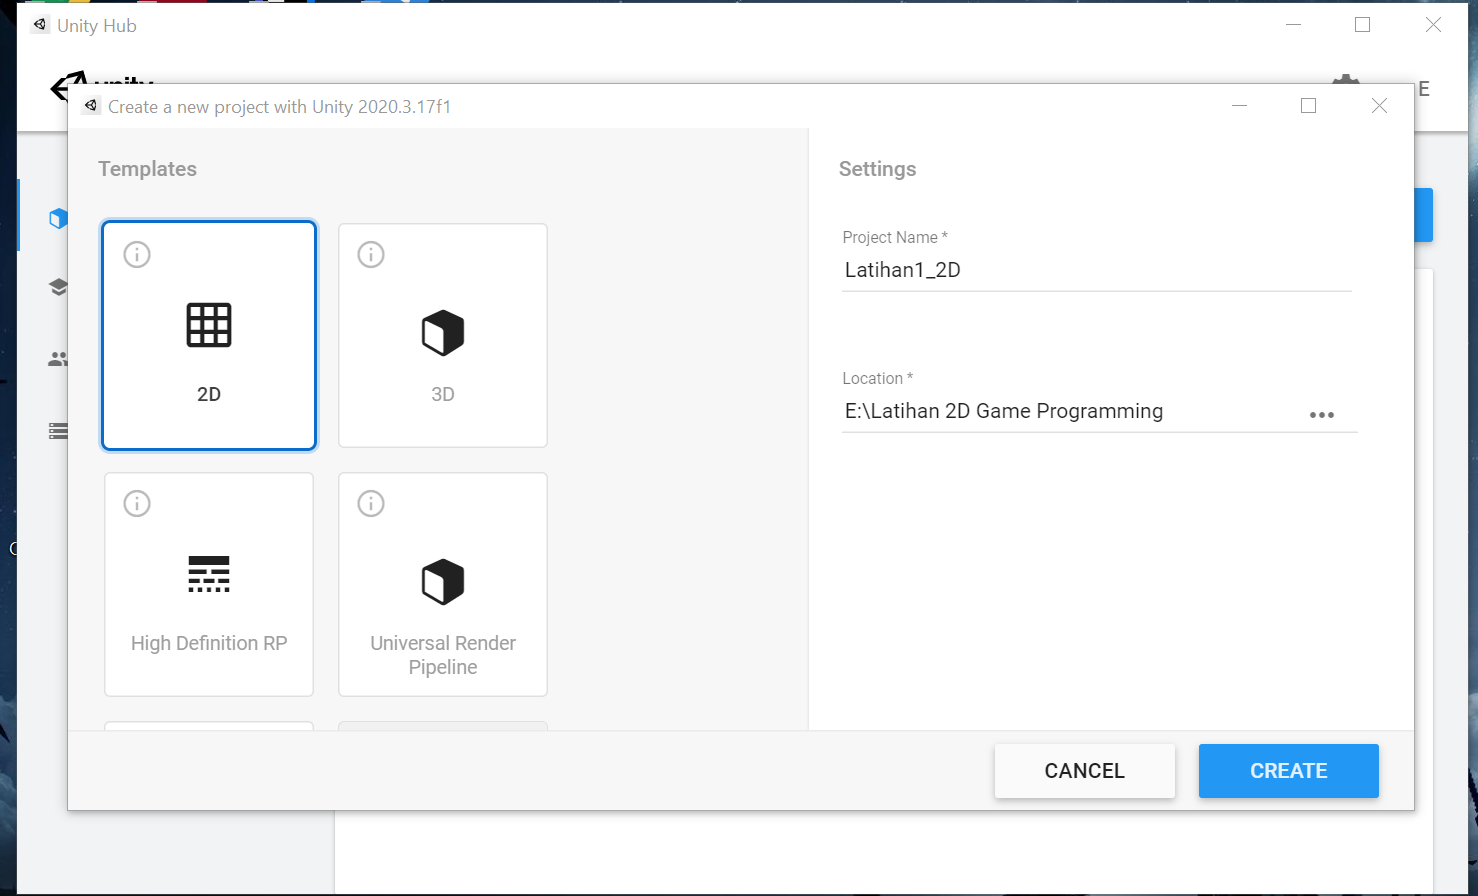 Unity Hub
Create a new project with Unity 2020.3.17f1
Templates
Settings
2D
3D
High Definition RP
Universal Render
Pipeline
Project Name *
Latihan1_2D
Location *
E:\Latihan 2D Game Programming
CANCEL
CREATE
E